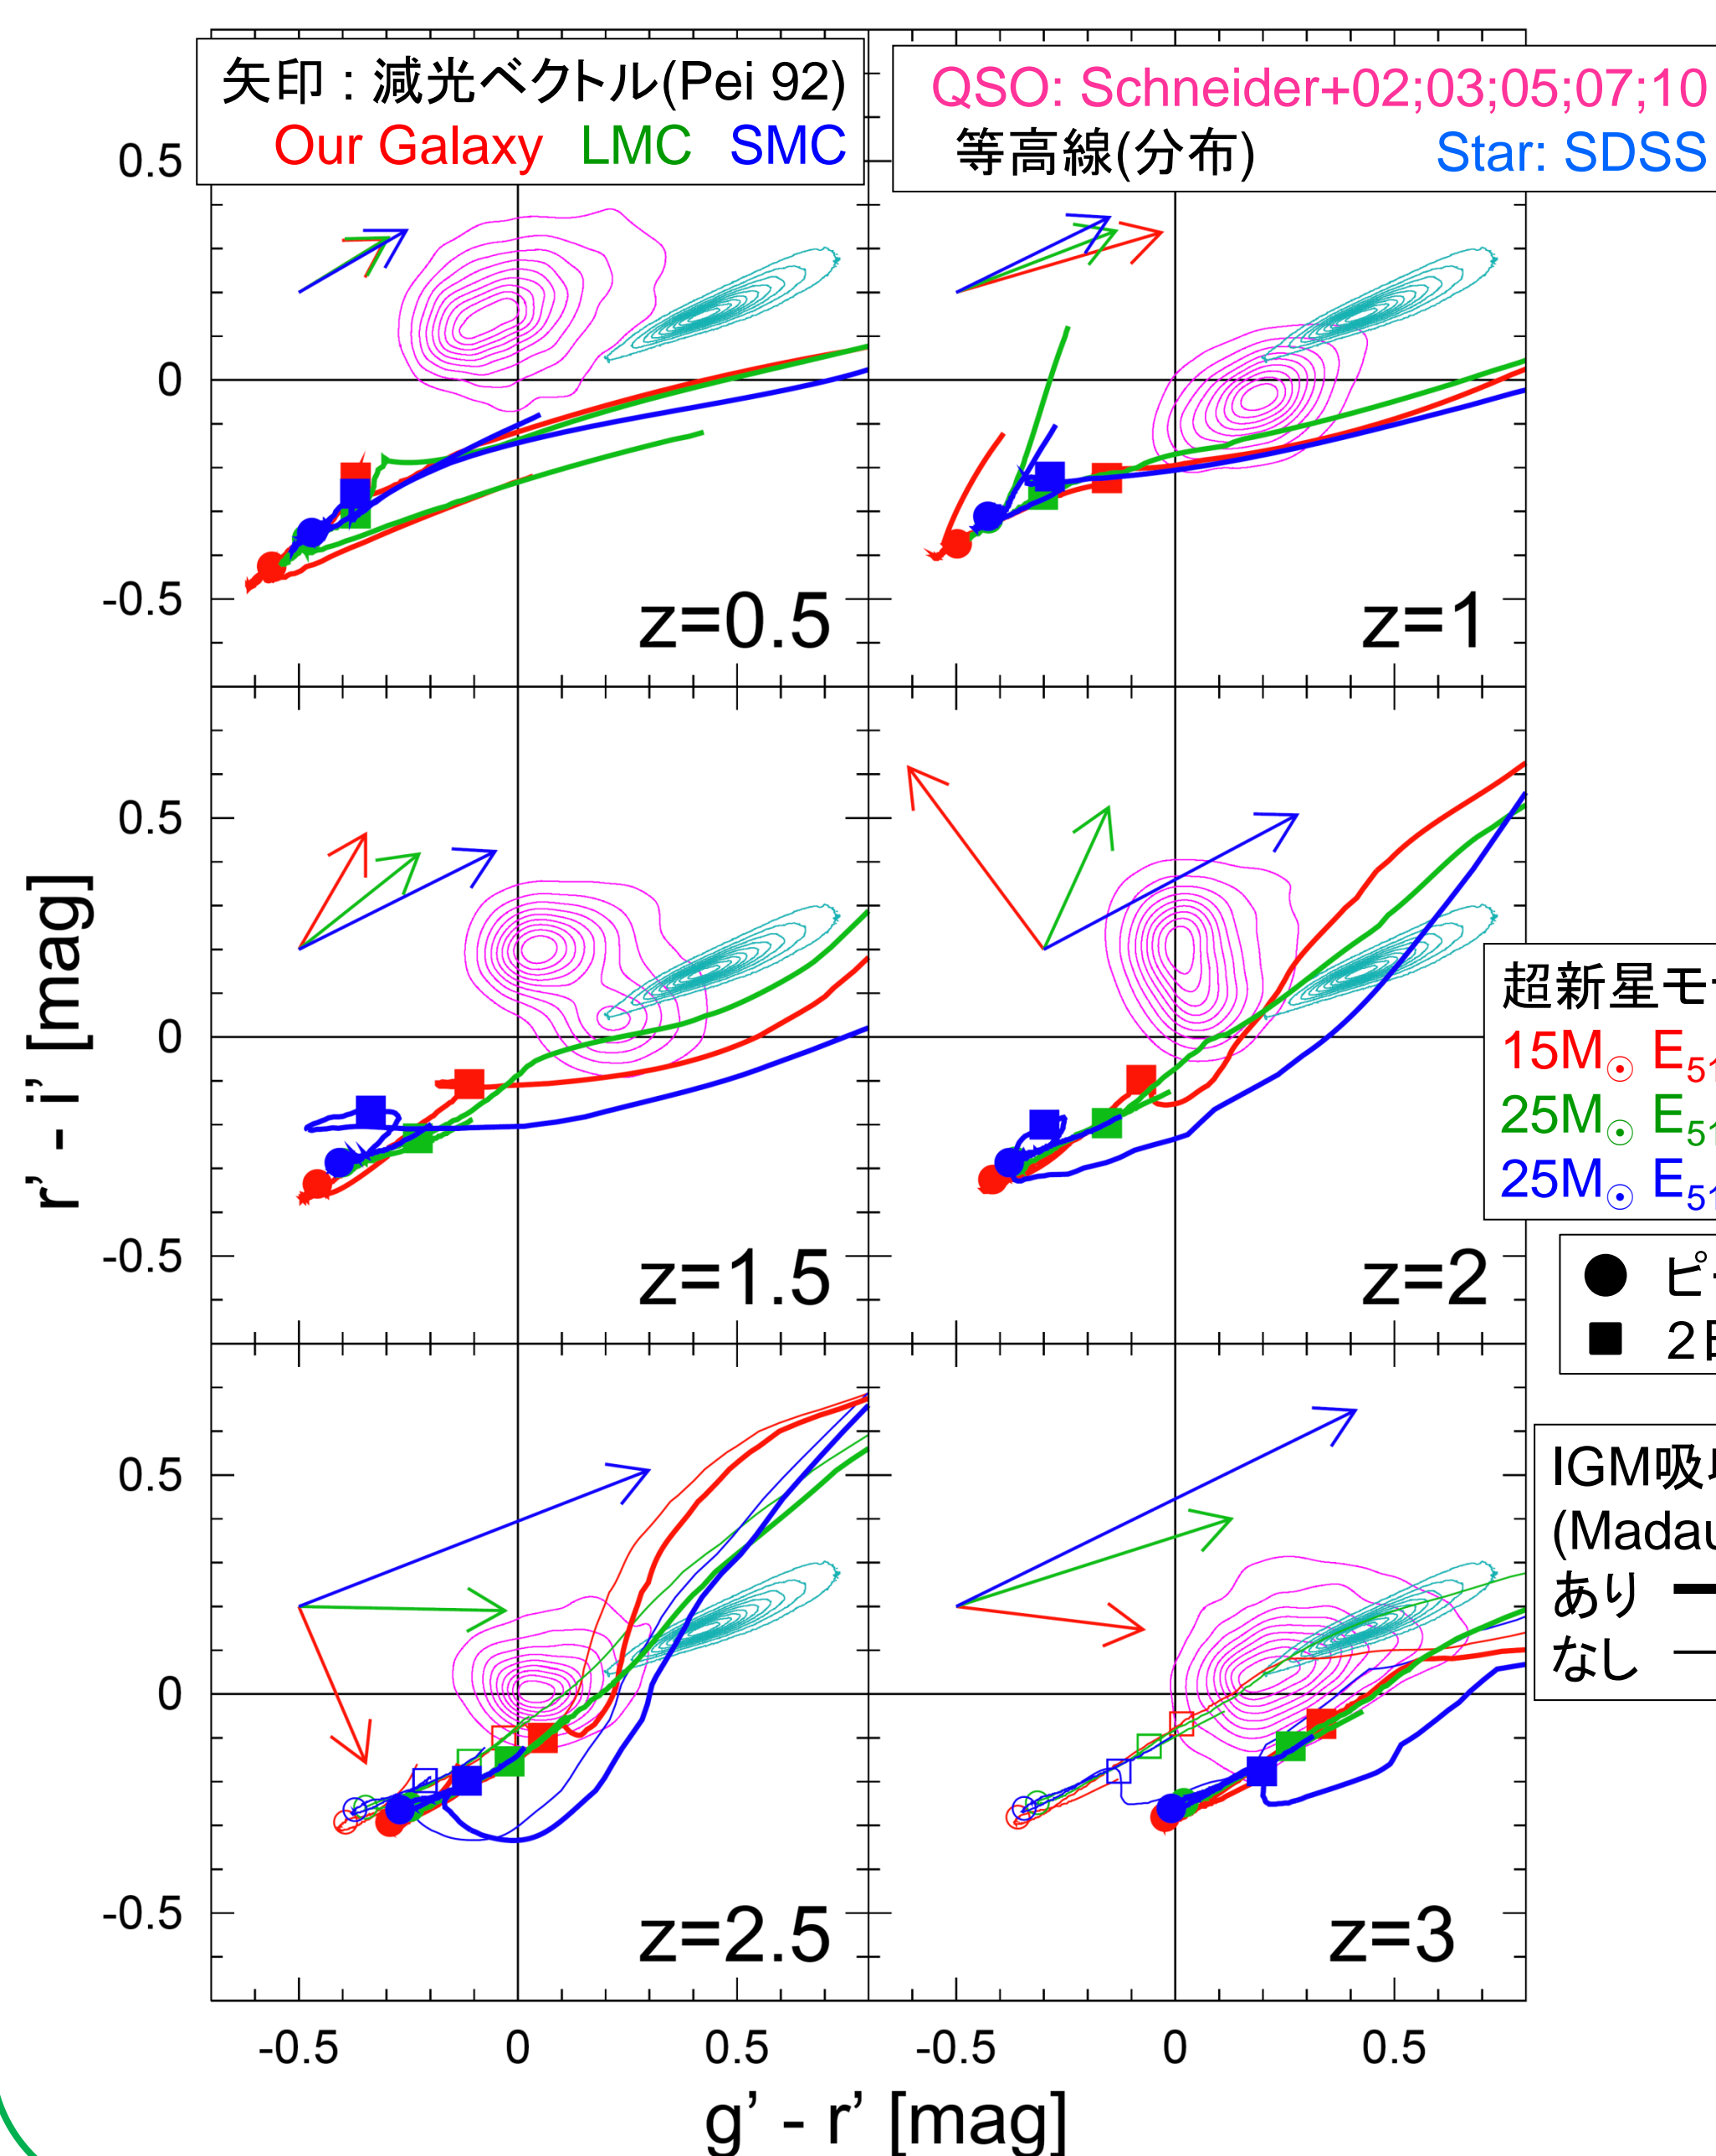 矢印：減光ベクトル(Pei 92)
Our Galaxy LMC SMC
QSO: Schneider+02;03;05;07;10
等高線(分布) Star: SDSS
0.5
0
-0.5
z=0.5
z=1
0.5
0
-0.5
z=1.5
z=2
超新星モ
15M☉ E51
25M☉ E51
25M☉ E51
● ピ
■ 2日
IGM吸
(Madau
あり
なし
0.5
0
-0.5
z=2.5
z=3
-0.5 0 0.5 -0.5 0 0.5
r’ - i’ [mag]
g’ - r’ [mag]